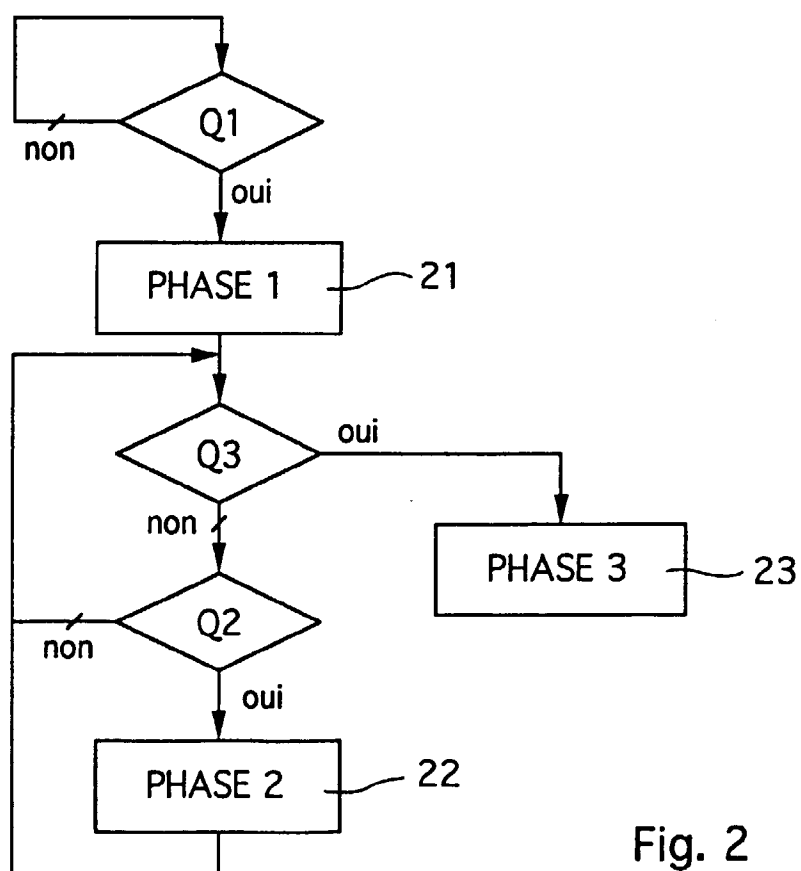 Q1
non
oui
PHASE 1
21
Q3
oui
non
PHASE 3
23
Q2
non
oui
PHASE 2
22
Fig. 2